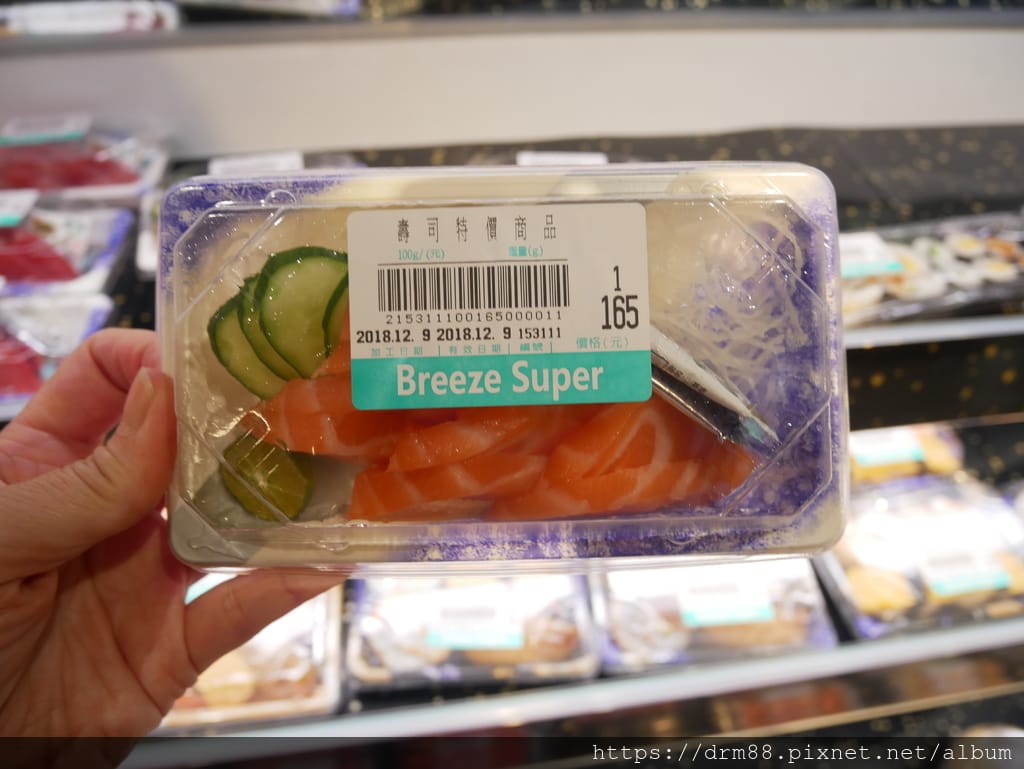 壽司特價商品
100g/(元) 重量(g)
1
165
215311100165000011
2018.12. 9 2018.12. 9 153111
加工日期 有效日期 編號 價格(元)
Breeze Super
https://drm88.pixnet.net/album